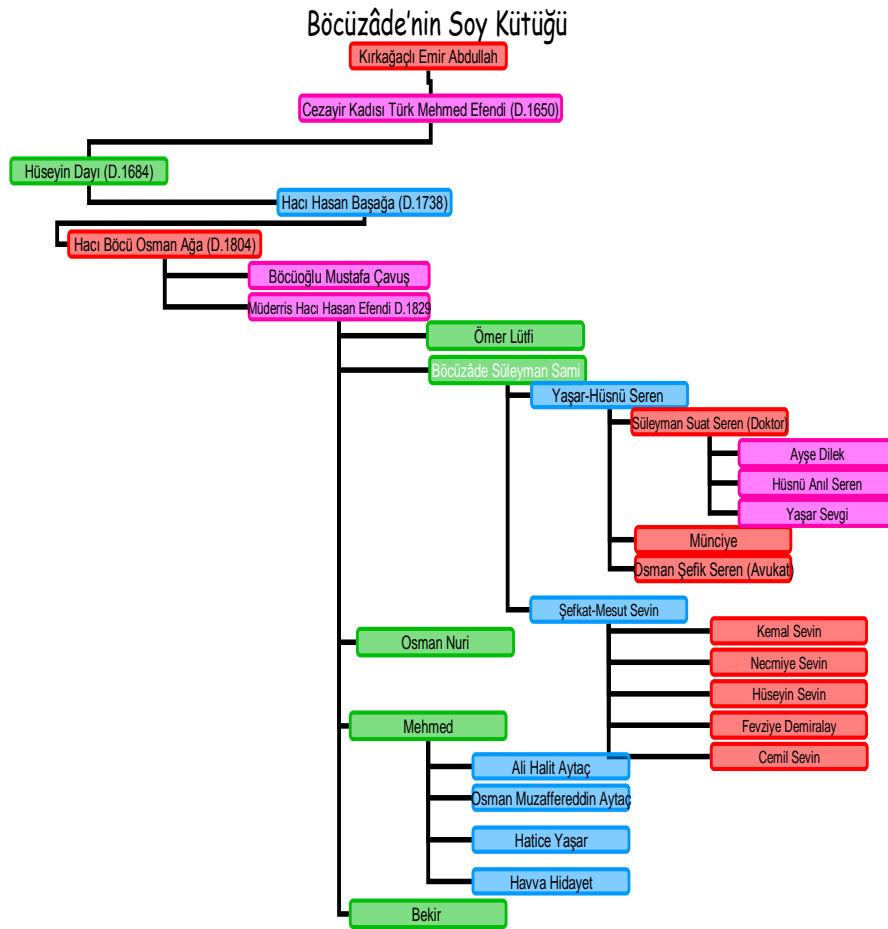 Böcüzâde'nin Soy Kütüğü
Kırkağaçlı Emir Abdullah
Cezayir Kadısı Türk Mehmed Efendi (D.1650)
Hüseyin Dayı (D.1684)
Hacı Hasan Başağa (D.1738)
Hacı Böcü Osman Ağa (D.1804)
Böcüoğlu Mustafa Çavuş
Müderris Hacı Hasan Efendi D.1829
Ömer Lütfi
Böcüzâde Süleyman Sami
Yaşar-Hüsnü Seren
Süleyman Suat Seren (Doktor)
Ayşe Dilek
Hüsnü Anıl Seren
Yaşar Sevgi
Münciye
Osman Şefik Seren (Avukat)
Şefkat-Mesut Sevin
Kemal Sevin
Necmiye Sevin
Hüseyin Sevin
Fevziye Demiralay
Cemil Sevin
Osman Nuri
Mehmed
Ali Halit Aytaç
Osman Muzaffereddin Aytaç
Hatice Yaşar
Havva Hidayet
Bekir